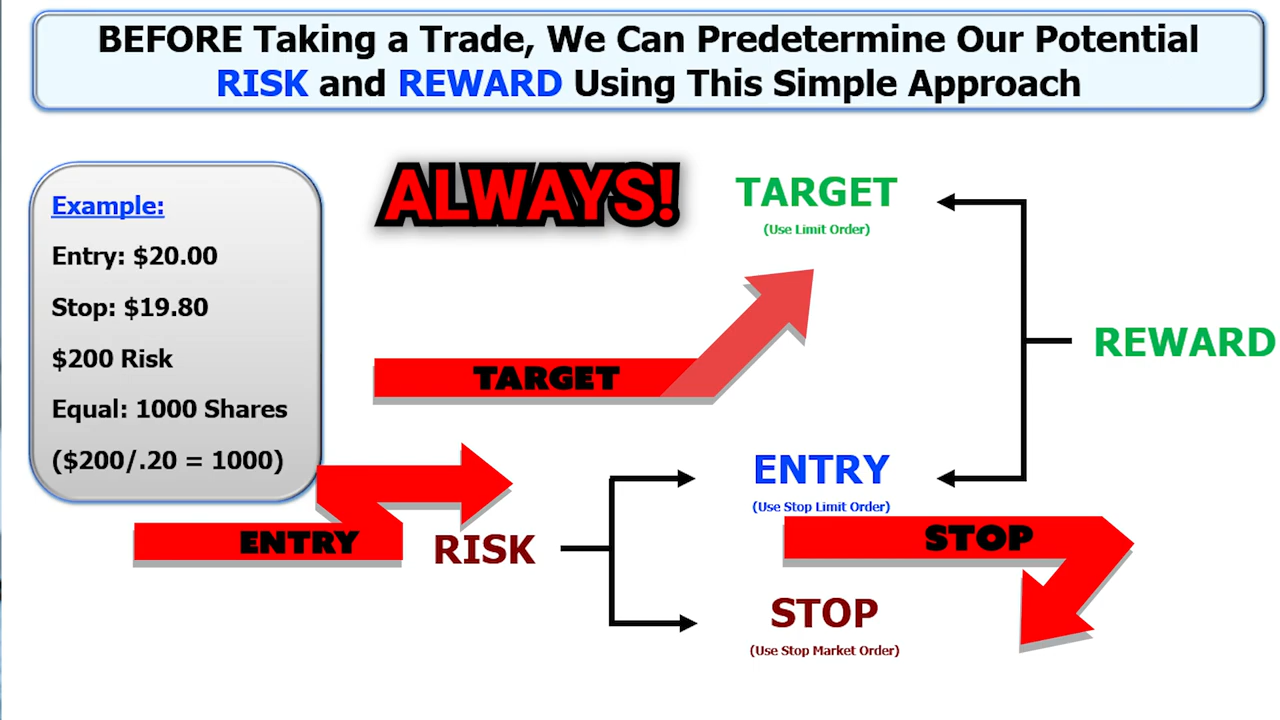 BEFORE Taking a Trade, We Can Predetermine Our Potential
RISK and REWARD Using This Simple Approach
ALWAYS!
Example:
Entry: $20.00
Stop: $19.80
$200 Risk
Equal: 1000 Shares
($200/.20 = 1000)
TARGET
(Use Limit Order)
REWARD
TARGET
ENTRY
(Use Stop Limit Order)
ENTRY
RISK
STOP
STOP
(Use Stop Market Order)